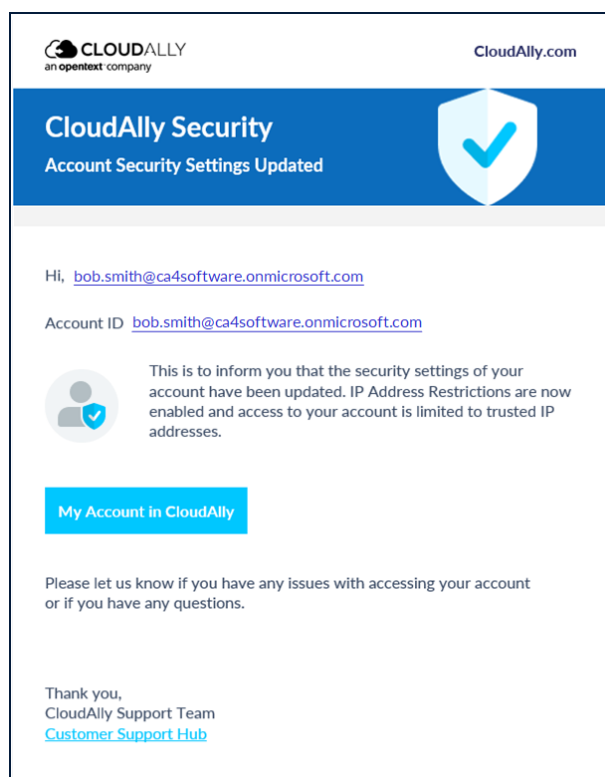 CLOUDALLY
an opentext company
CloudAlly.com
CloudAlly Security
Account Security Settings Updated
Hi, bob.smith@ca4software.onmicrosoft.com
Account ID bob.smith@ca4software.onmicrosoft.com
This is to inform you that the security settings of your
account have been updated. IP Address Restrictions are now
enabled and access to your account is limited to trusted IP
addresses.
My Account in CloudAlly
Please let us know if you have any issues with accessing your account
or if you have any questions.
Thank you,
CloudAlly Support Team
Customer Support Hub